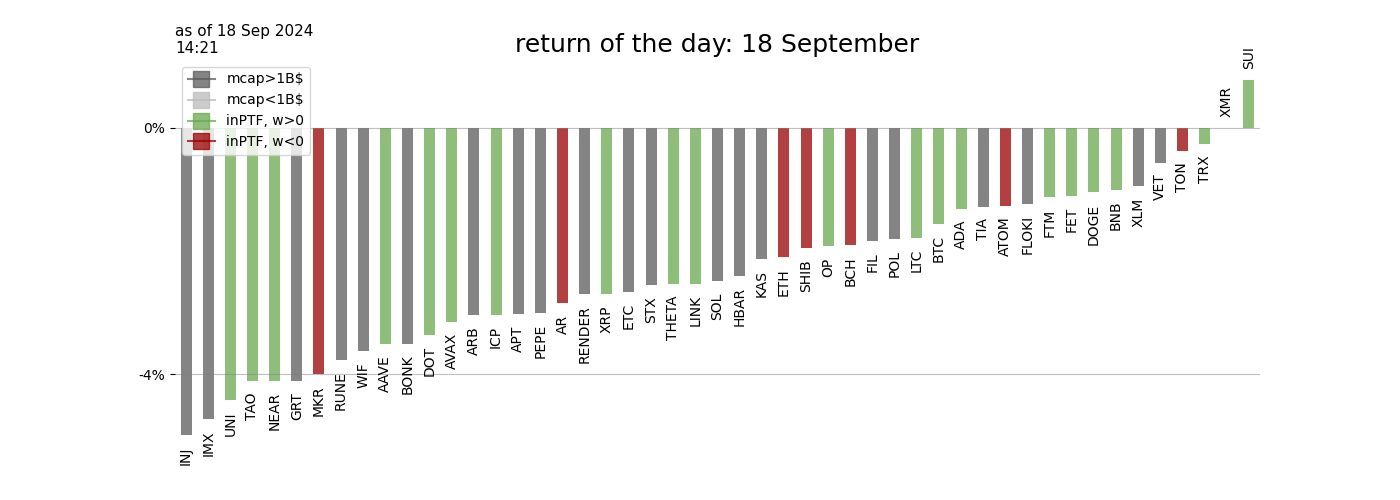 as of 18 Sep 2024
14:21
return of the day: 18 September
mcap>1B$
mcap<1B$
inPTF, w>0
inPTF, w<0
0%
-4%
INJ
IMX
UNI
TAO
NEAR
GRT
MKR
RUNE
WIF
AAVE
BONK
DOT
AVAX
ARB
ICP
APT
PEPE
AR
RENDER
XRP
ETC
STX
THETA
LINK
SOL
HBAR
KAS
ETH
SHIB
OP
BCH
FIL
POL
LTC
BTC
ADA
TIA
ATOM
FLOKI
FTM
FET
DOGE
BNB
XLM
VET
TON
TRX
XMR
SUI